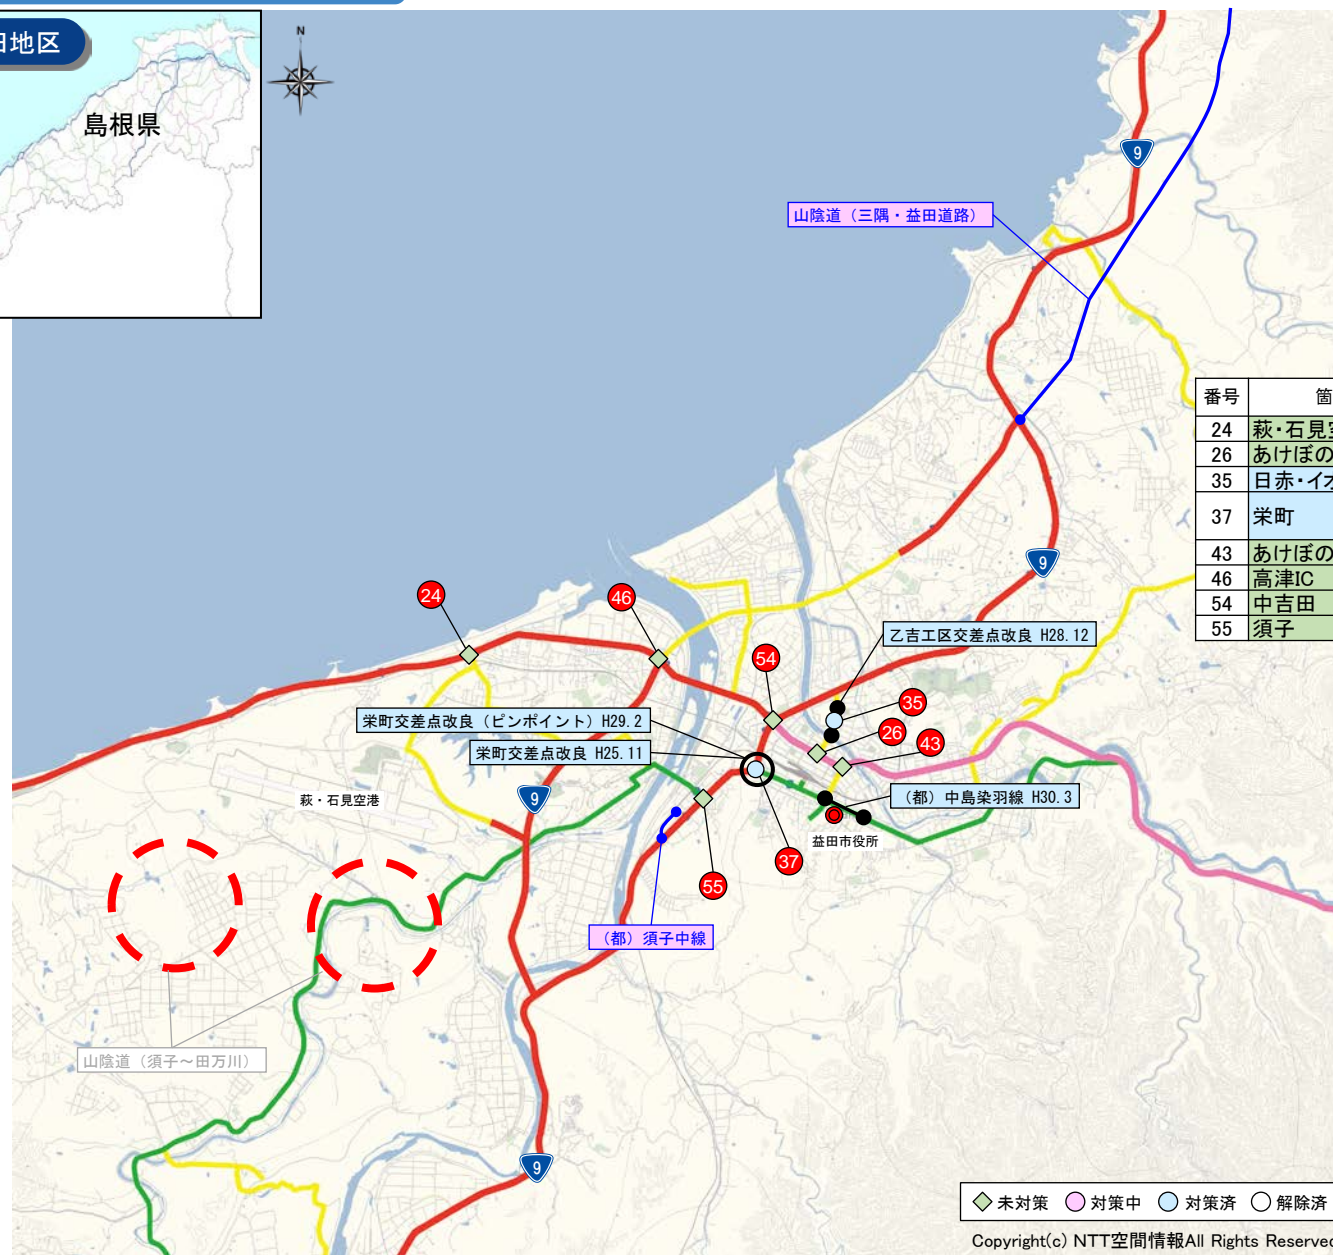 田地区
島根県
N
9
山陰道（三隅・益田道路）
番号 箇
24 萩・石見空
26 あけぼの
35 日赤・イオ
37 栄町
43 あけぼの
46 高津IC
54 中吉田
55 須子
9
24
46
54
乙吉工区交差点改良 H28.12
35
26
43
栄町交差点改良（ピンポイント）H29.2
栄町交差点改良 H25.11
萩・石見空港
9
（都）中島染羽線 H30.3
益田市役所
37
55
（都）須子中線
山陰道（須子～田万川）
9
未対策 対策中 対策済 解除済
Copyright(c) NTT空間情報All Rights Reserved